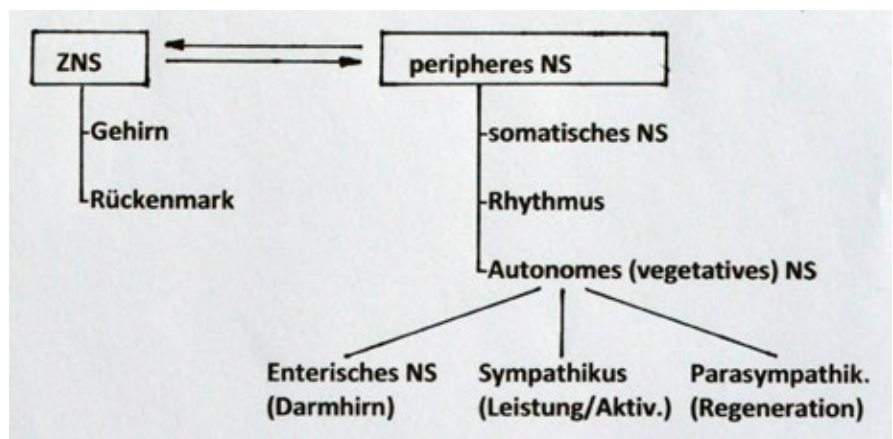 ZNS
peripheres NS
Gehirn
somatisches NS
Rückenmark
Rhythmus
Autonomes (vegetatives) NS
Enterisches NS
(Darmhirn)
Sympathikus
(Leistung/Aktiv.)
Parasympathik.
(Regeneration)